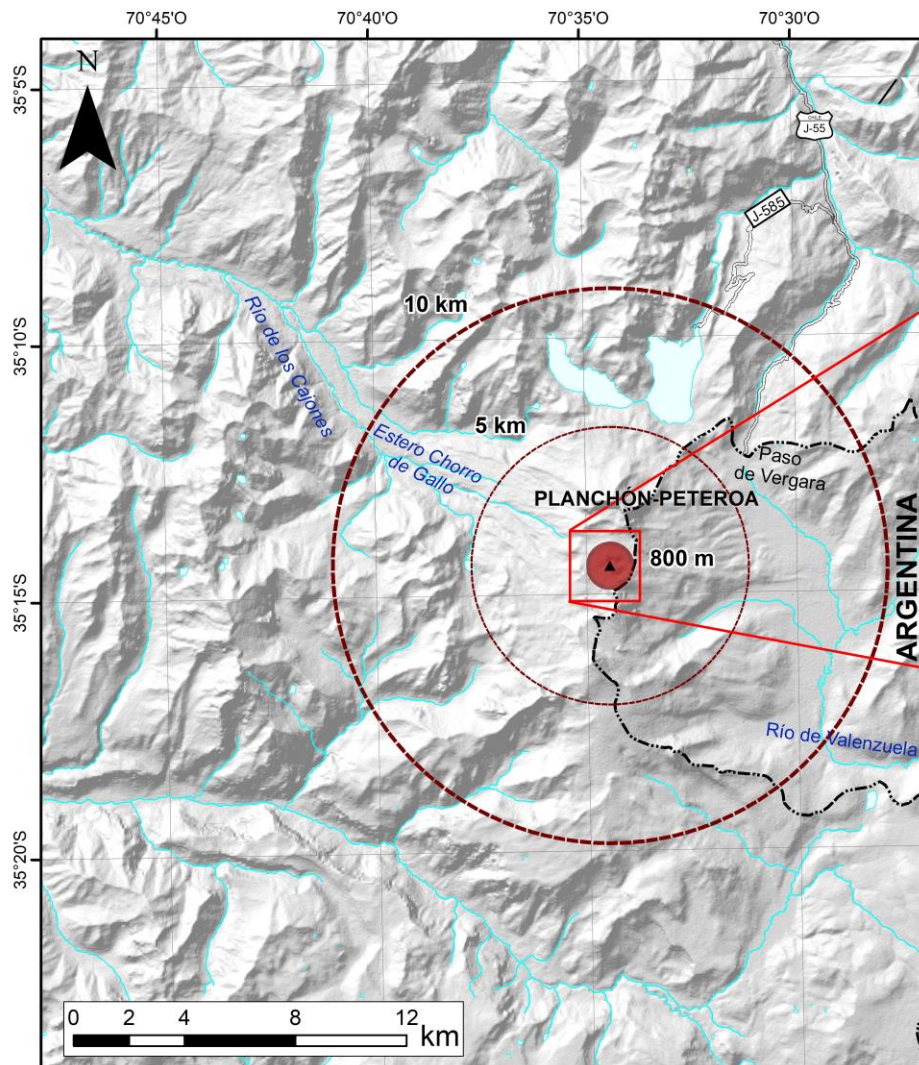 70°45'S
70°40'O
70°35'O
70°30'O
35°5'S
N
CHILE
J-55
J-585
10 km
35°10'S
Río de los Cajones
5 km
Estero Chorro
de Gallo
Paso
de Vergara
PLANCHÓN-PETEROA
800 m
35°15'S
ARGENTINA
Río de Valenzuela
35°20'S
0 2 4 8 12
km